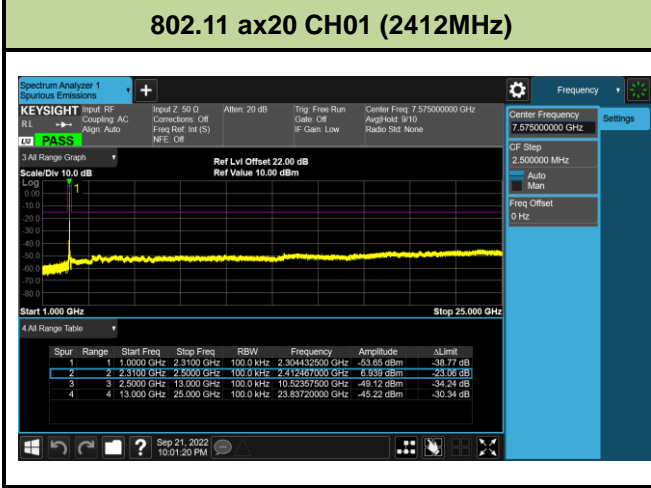 802.11 ax20 CH01 (2412MHz)
Spectrum Analyzer 1
Spurious Emissions
Frequency
KEYSIGHT
RL
LXI
PASS
Input: RF
Coupling: AC
Align: Auto
Input Z: 50 Ω
Corrections: Off
Freq Ref: Int (S)
NFE: Off
Atten: 20 dB
Trig: Free Run
Gate: Off
IF Gain: Low
Center Freq: 7.575000000 GHz
Avg|Hold: 9/10
Radio Std: None
Center Frequency
7.575000000 GHz
Settings
CF Step
2.500000 MHz
Auto
Man
Freq Offset
0 Hz
3 All Range Graph
Scale/Div 10.0 dB
Ref Lvl Offset 22.00 dB
Ref Value 10.00 dBm
Log
1
0.00
-10.0
-20.0
-30.0
-40.0
-50.0
-60.0
-70.0
-80.0
Start 1.000 GHz
Stop 25.000 GHz
4 All Range Table
Spur Range Start Freq Stop Freq RBW Frequency Amplitude ΔLimit
1 1 1.0000 GHz 2.3100 GHz 100.0 kHz 2.304432500 GHz -53.65 dBm -38.77 dB
2 2 2.3100 GHz 2.5000 GHz 100.0 kHz 2.412467000 GHz 6.939 dBm -23.06 dB
3 3 2.5000 GHz 13.000 GHz 100.0 kHz 10.52357500 GHz -49.12 dBm -34.24 dB
4 4 13.000 GHz 25.000 GHz 100.0 kHz 23.83720000 GHz -45.22 dBm -30.34 dB
?
Sep 21, 2022
10:01:20 PM